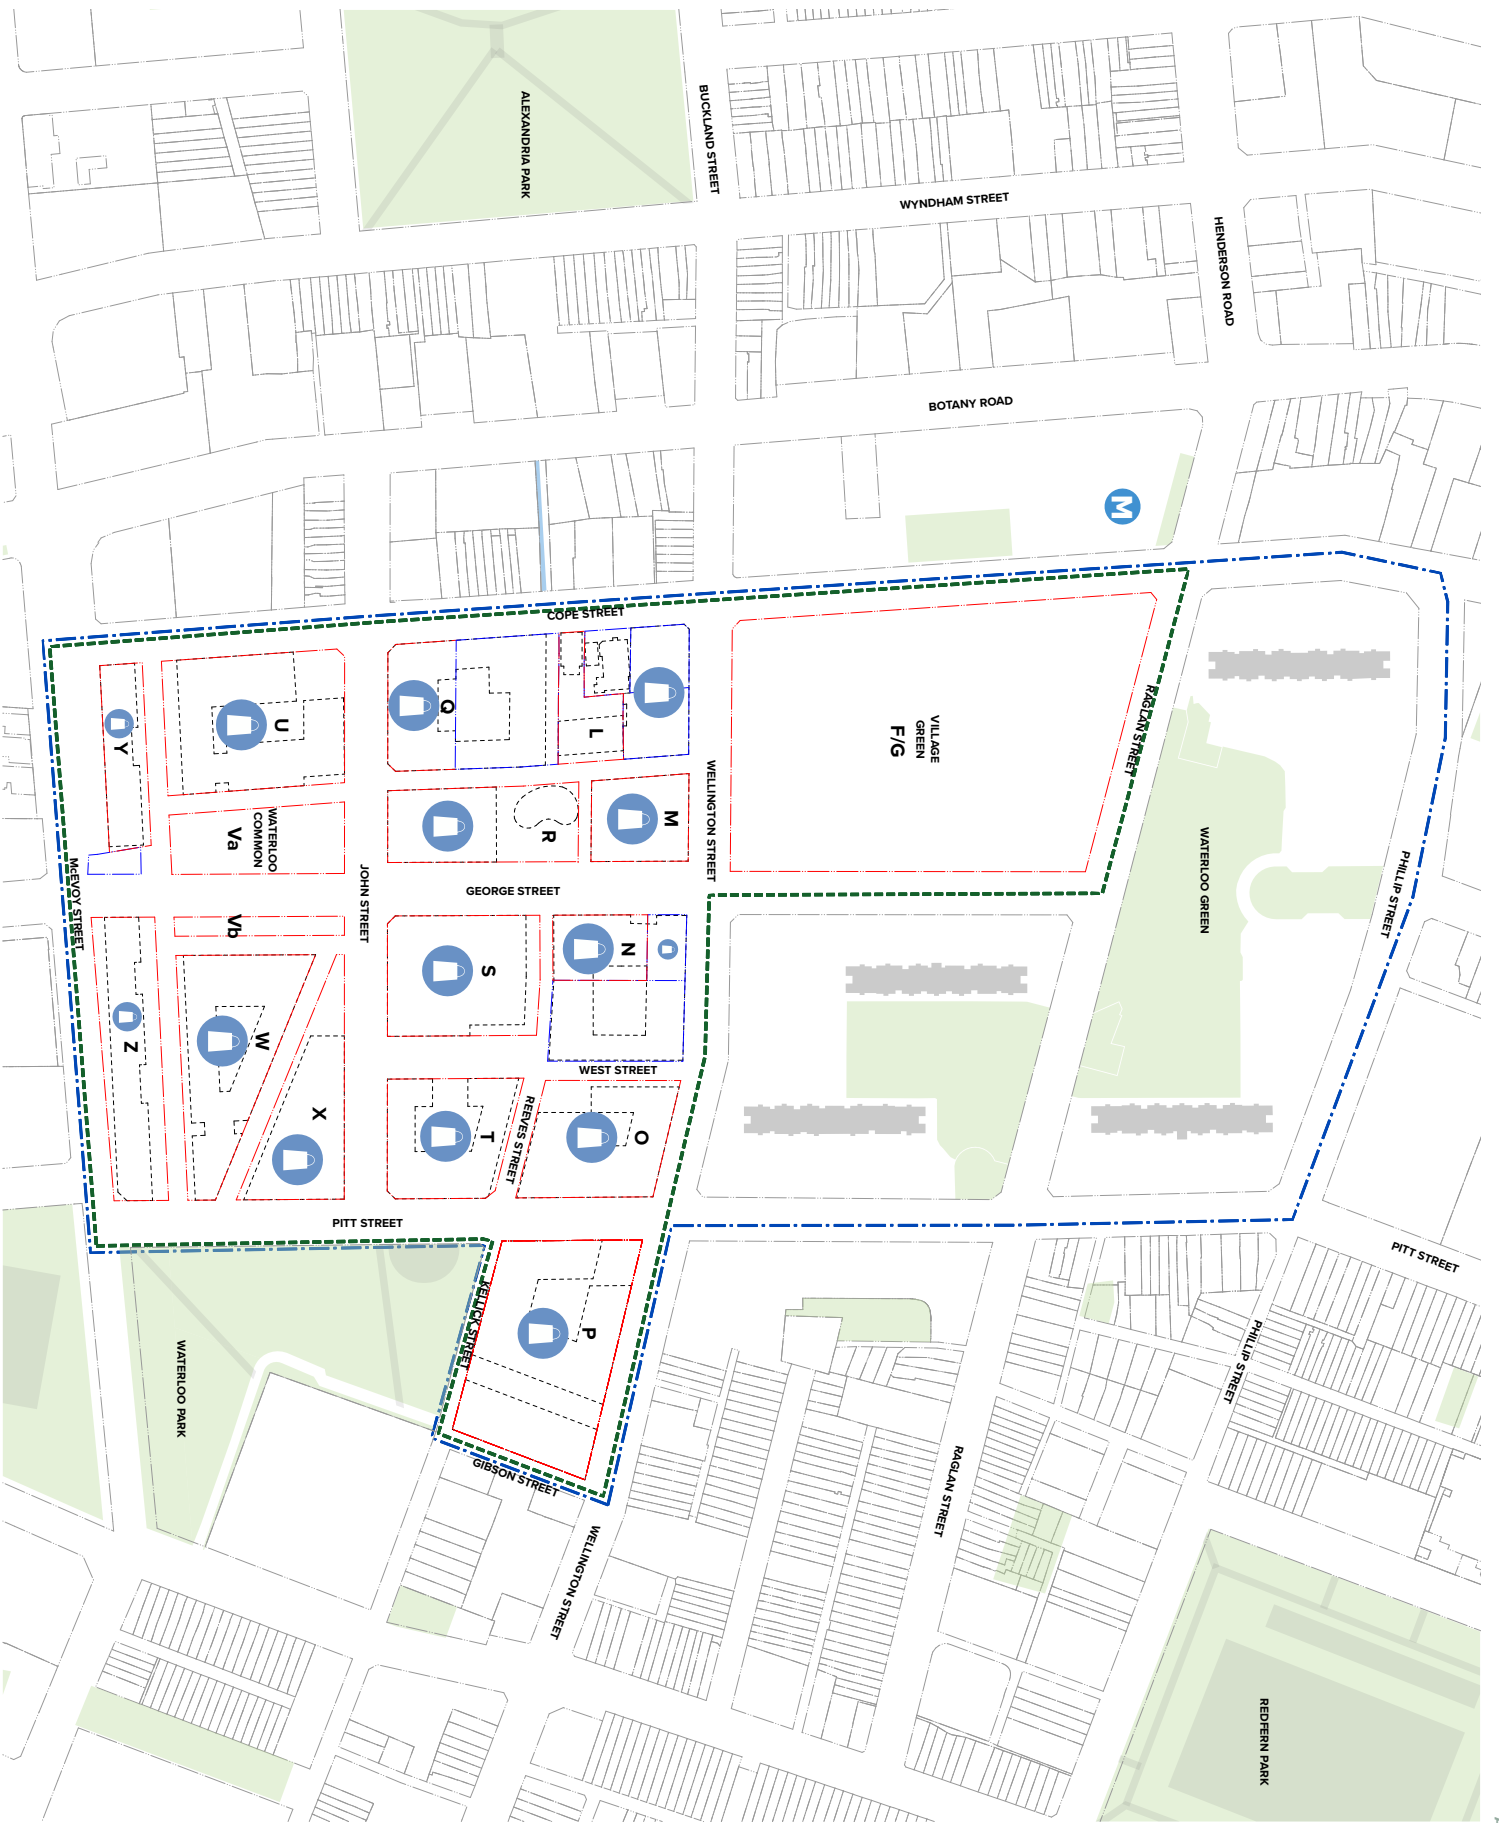 ALEXANDRIA PARK
BUCKLAND STREET
WYNDHAM STREET
HENDERSON ROAD
BOTANY ROAD
M
COPE STREET
RAGLAN STREET
Y
U
Q
L
VILLAGE
GREEN
F/G
WATERLOO GREEN
PHILLIP STREET
WELLINGTON STREET
M
R
WATERLOO
COMMON
Va
McEVOY STREET
JOHN STREET
GEORGE STREET
Vb
S
N
Z
W
X
T
O
WEST STREET
REEVES STREET
PITT STREET
PITT STREET
KELLICK STREET
P
WATERLOO PARK
GIBSON STREET
WELLINGTON STREET
RAGLAN STREET
PHILLIP STREET
REDFERN PARK